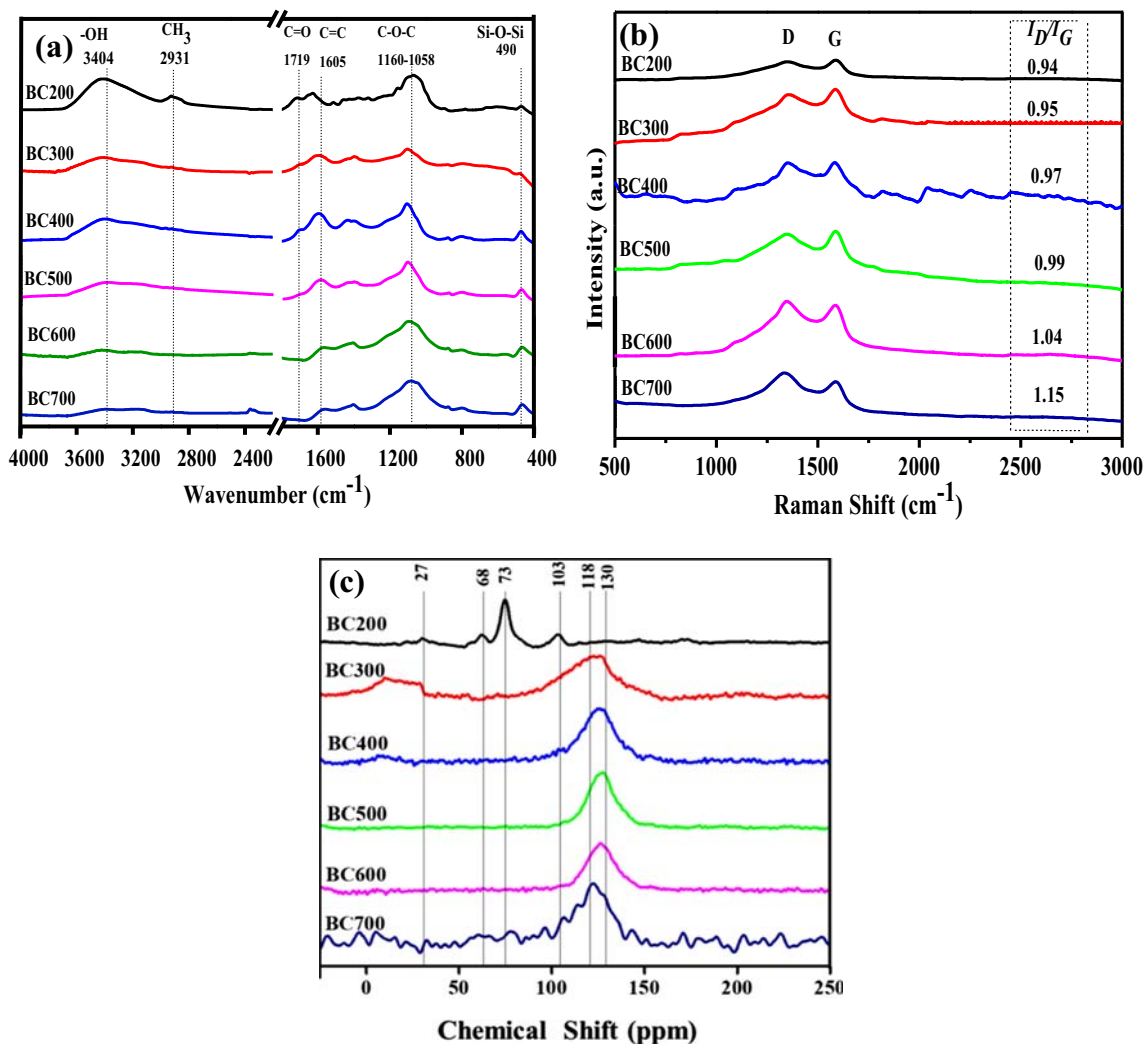 (a)
-OH
3404
CH3
2931
C=O
1719
C=C
1605
C-O-C
1160-1058
Si-O-Si
490
BC200
BC300
BC400
BC500
BC600
BC700
4000 3400 3200 2800 2200 1600 1200 800 400
Wavenumber (cm-1)
(b)
D G
ID/IG
BC200
0.94
BC300
0.95
BC400
0.97
BC500
0.99
BC600
1.04
BC700
1.15
500 1000 1500 2000 2500 3000
Intensity (a.u.)
Raman Shift (cm-1)
(c)
27 68 73 103 118 130
BC200
BC300
BC400
BC500
BC600
BC700
0 50 100 150 200 250
Chemical Shift (ppm)